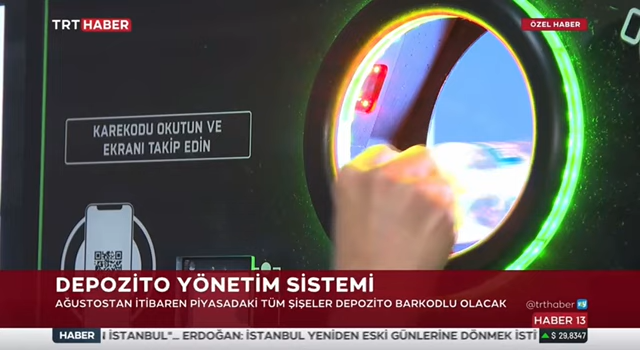 TRT HABER
ÖZEL HABER
KAREKODU OKUTUN VE
EKRANI TAKİP EDİN
DEPOZİTO YÖNETİM SİSTEMİ
AĞUSTOSTAN İTİBAREN PİYASADAKİ TÜM ŞİŞELER DEPOZİTO BARKODLU OLACAK
@trthaber
HABER 13
HABER
N İSTANBUL"... ERDOĞAN: İSTANBUL YENİDEN ESKİ GÜNLERİNE DÖNMEK İSTİ
$ 29,8347